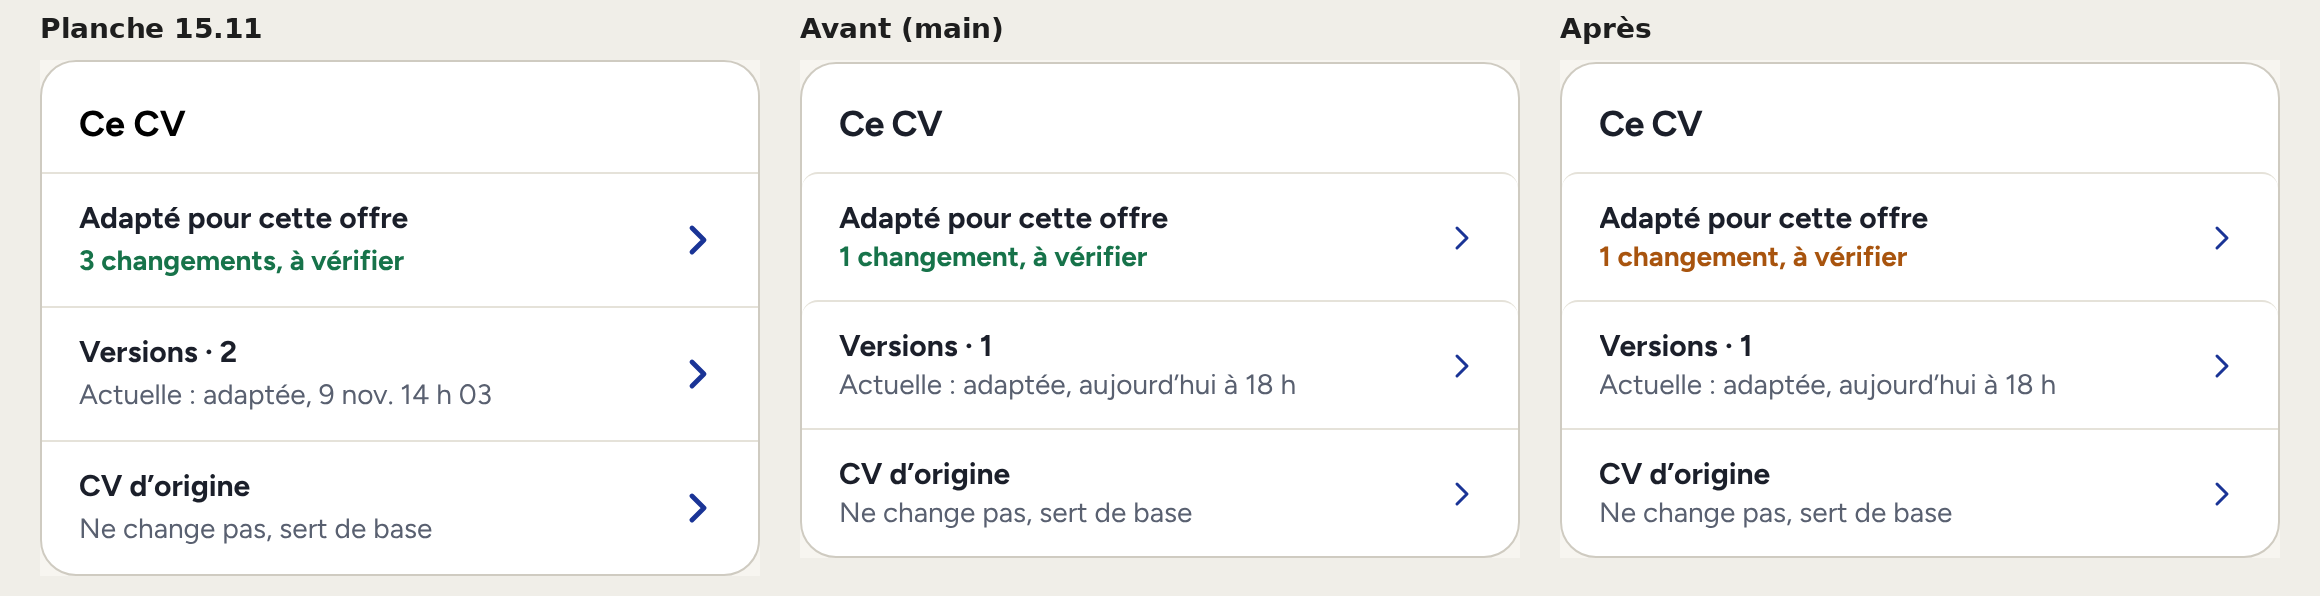 Planche 15.11
Ce CV
Adapté pour cette offre
3 changements, à vérifier
Versions · 2
Actuelle : adaptée, 9 nov. 14 h 03
CV d’origine
Ne change pas, sert de base
Avant (main)
Ce CV
Adapté pour cette offre
1 changement, à vérifier
Versions · 1
Actuelle : adaptée, aujourd’hui à 18 h
CV d’origine
Ne change pas, sert de base
Après
Ce CV
Adapté pour cette offre
1 changement, à vérifier
Versions · 1
Actuelle : adaptée, aujourd’hui à 18 h
CV d’origine
Ne change pas, sert de base